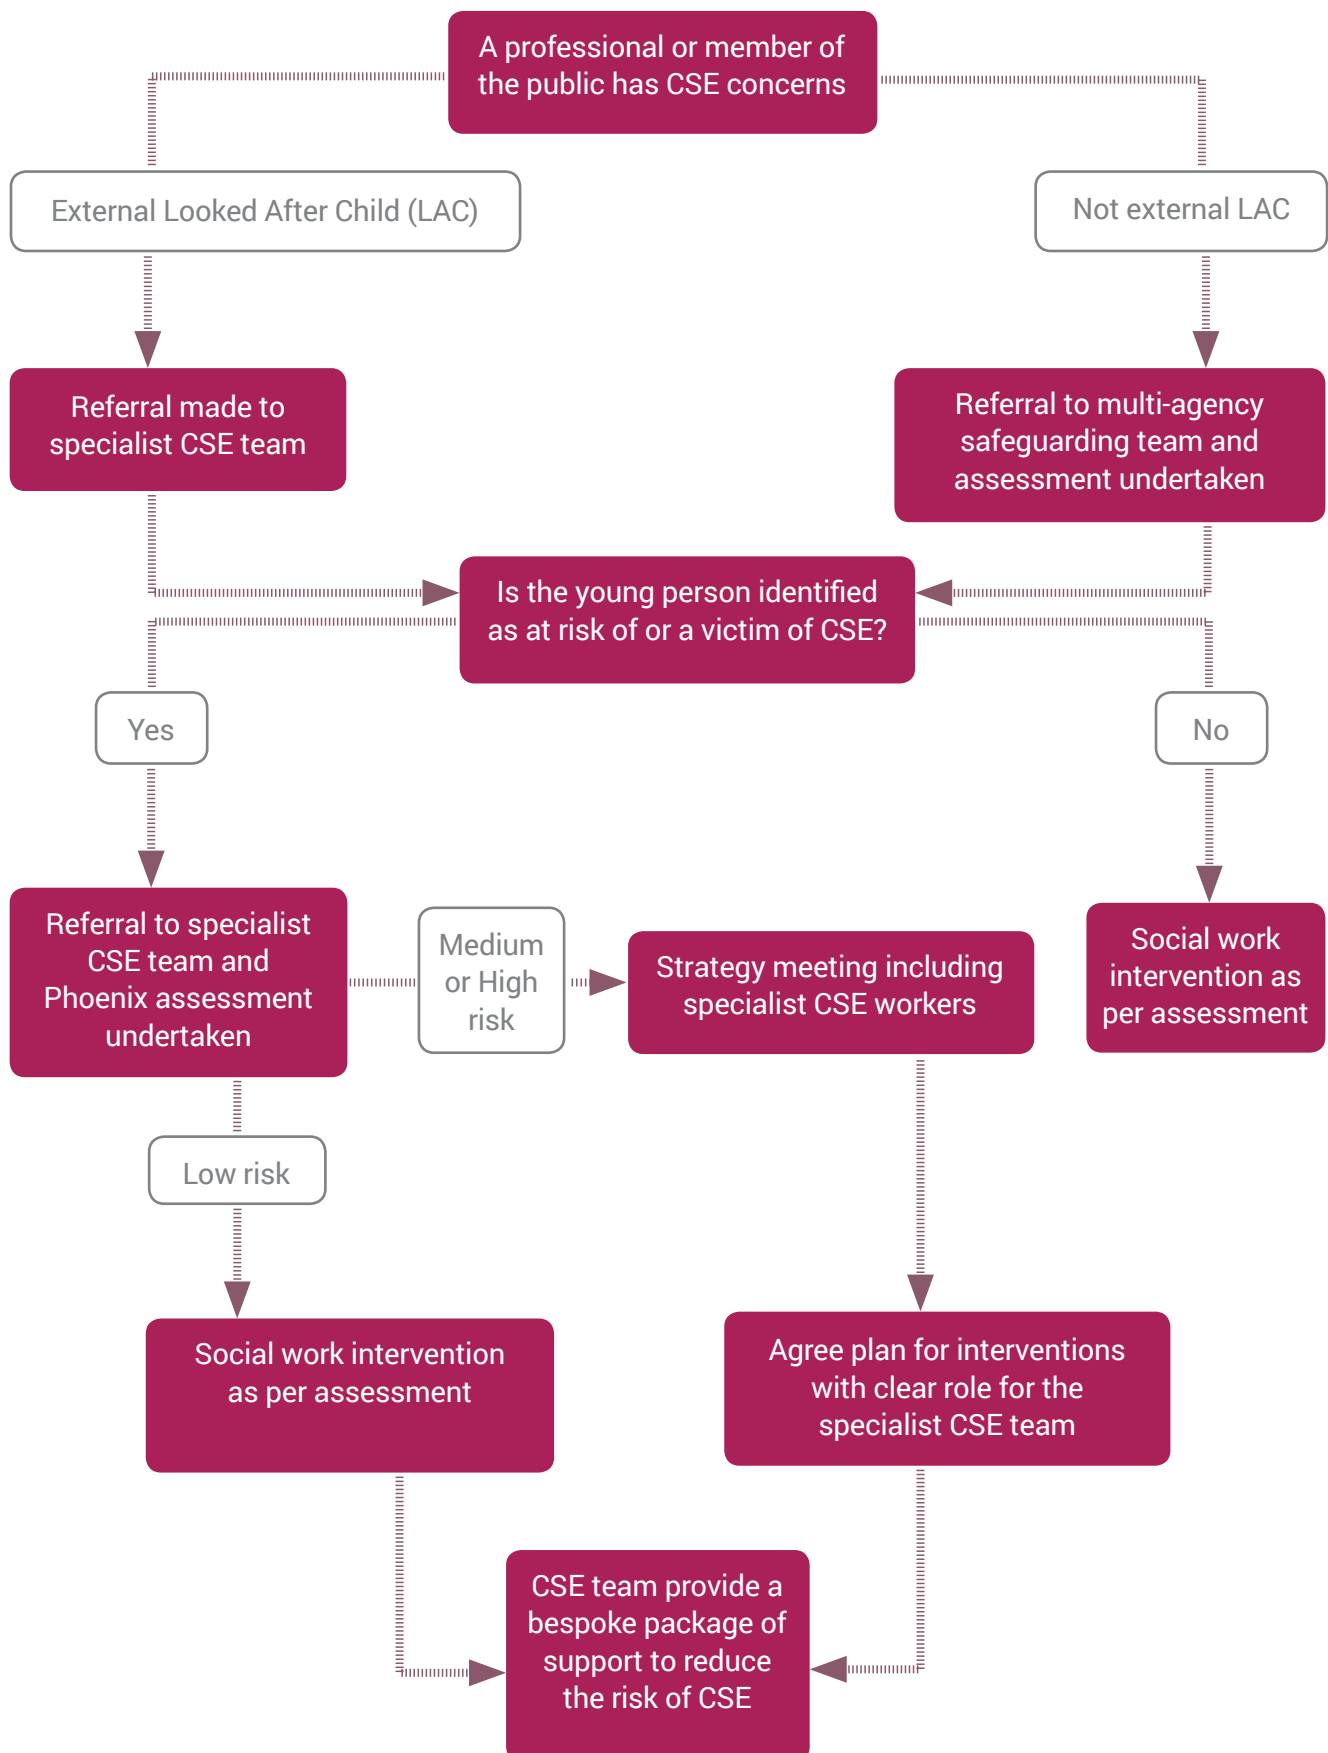 A professional or member of
the public has CSE concerns
External Looked After Child (LAC)
Not external LAC
Referral made to
specialist CSE team
Referral to multi-agency
safeguarding team and
assessment undertaken
Is the young person identified
as at risk of or a victim of CSE?
Yes
No
Referral to specialist
CSE team and
Phoenix assessment
undertaken
Medium
or High
risk
Strategy meeting including
specialist CSE workers
Social work
intervention as
per assessment
Low risk
Social work intervention
as per assessment
Agree plan for interventions
with clear role for the
specialist CSE team
CSE team provide a
bespoke package of
support to reduce
the risk of CSE